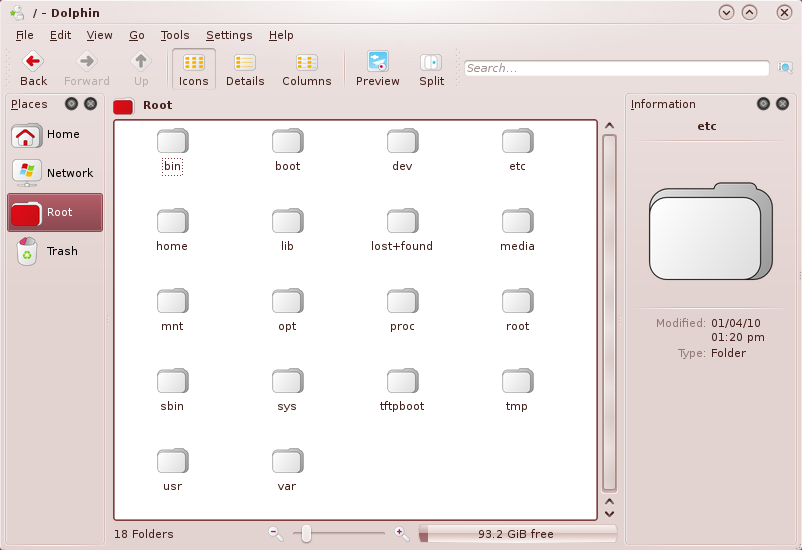 / - Dolphin
File Edit View Go Tools Settings Help
Back Forward Up Icons Details Columns Preview Split Search...
Places
Home
Network
Root
Trash
Root
bin boot dev etc
home lib lost+found media
mnt opt proc root
sbin sys tftpboot tmp
usr var
18 Folders 93.2 GiB free
Information
etc
Modified: 01/04/10
01:20 pm
Type: Folder